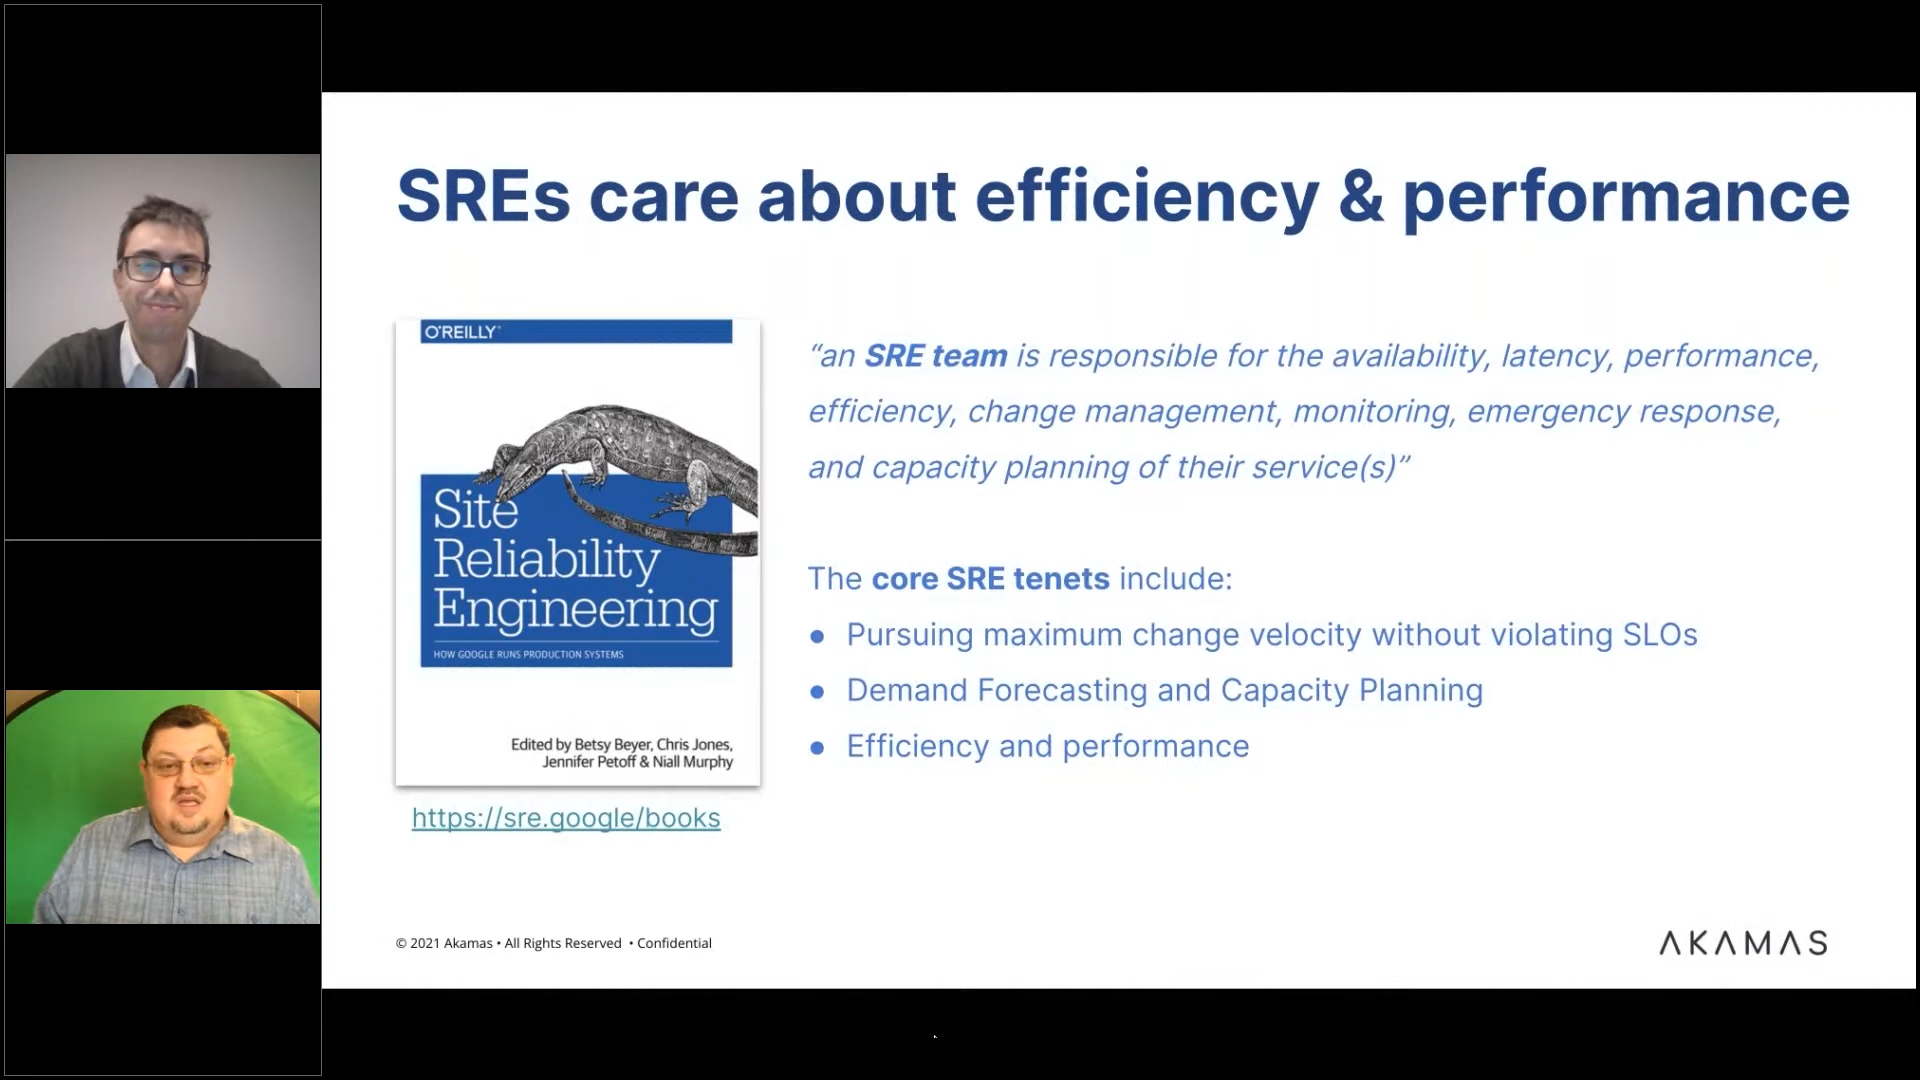 SREs care about efficiency & performance
O'REILLY®
Site
Reliability
Engineering
HOW GOOGLE RUNS PRODUCTION SYSTEMS
Edited by Betsy Beyer, Chris Jones,
Jennifer Petoff & Niall Murphy
https://sre.google/books
“an SRE team is responsible for the availability, latency, performance,
efficiency, change management, monitoring, emergency response,
and capacity planning of their service(s)”
The core SRE tenets include:
● Pursuing maximum change velocity without violating SLOs
● Demand Forecasting and Capacity Planning
● Efficiency and performance
© 2021 Akamas • All Rights Reserved • Confidential
AKAMAS